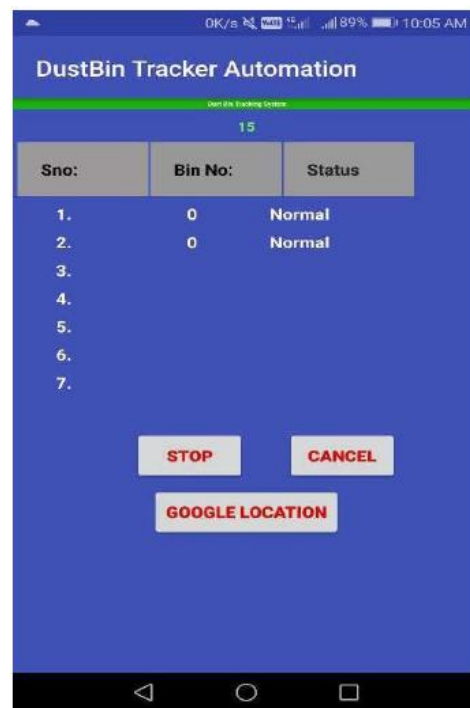 0K/s 89% 10:05 AM
DustBin Tracker Automation
Dust Bin Tracking System
15
Sno: Bin No: Status
1. 0 Normal
2. 0 Normal
3.
4.
5.
6.
7.
STOP CANCEL
GOOGLE LOCATION